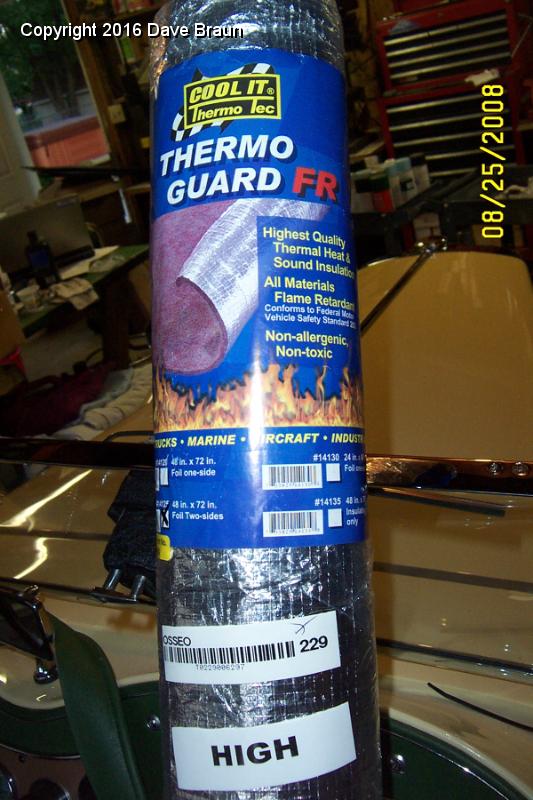 Copyright 2016 Dave Braun
08/25/2008
COOL IT®
Thermo Tec
THERMO
GUARD FR
Highest Quality
Thermal Heat &
Sound Insulation
All Materials
Flame Retardant
Conforms to Federal Motor
Vehicle Safety Standard
Non-allergenic,
Non-toxic
TRUCKS • MARINE • AIRCRAFT •
48 in. x 72 in.
Foil one-side
#14130 24 in.
Foil
48 in. x 72 in.
Foil Two-sides
#14135 48 in.
only
OSSEO
229
T0229006297
HIGH